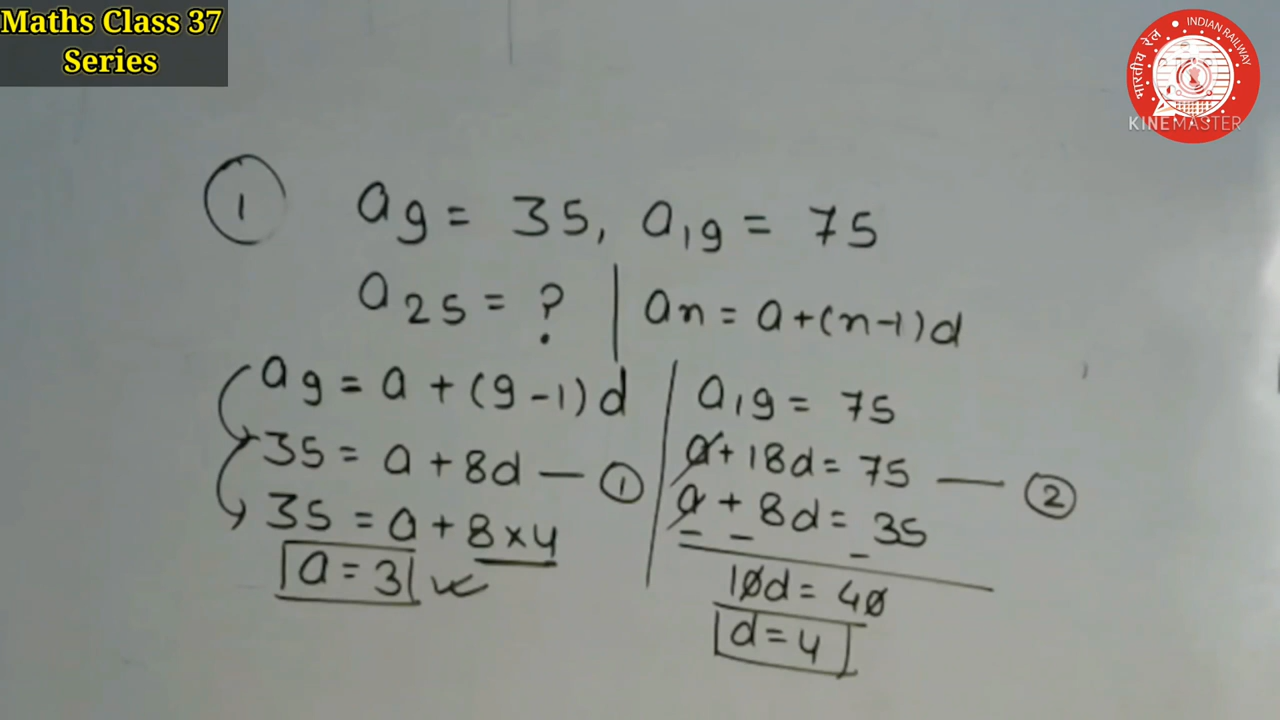 Maths Class 37
Series
भारतीय रेल INDIAN RAILWAY
KINEMASTER
1 a9 = 35, a19 = 75
a25 = ? | an = a+(n-1)d
a9 = a + (9-1)d
35 = a + 8d — 1
35 = a + 8×4
a = 3
a19 = 75
a + 18d = 75 — 2
a + 8d = 35
- - -
10d = 40
d = 4